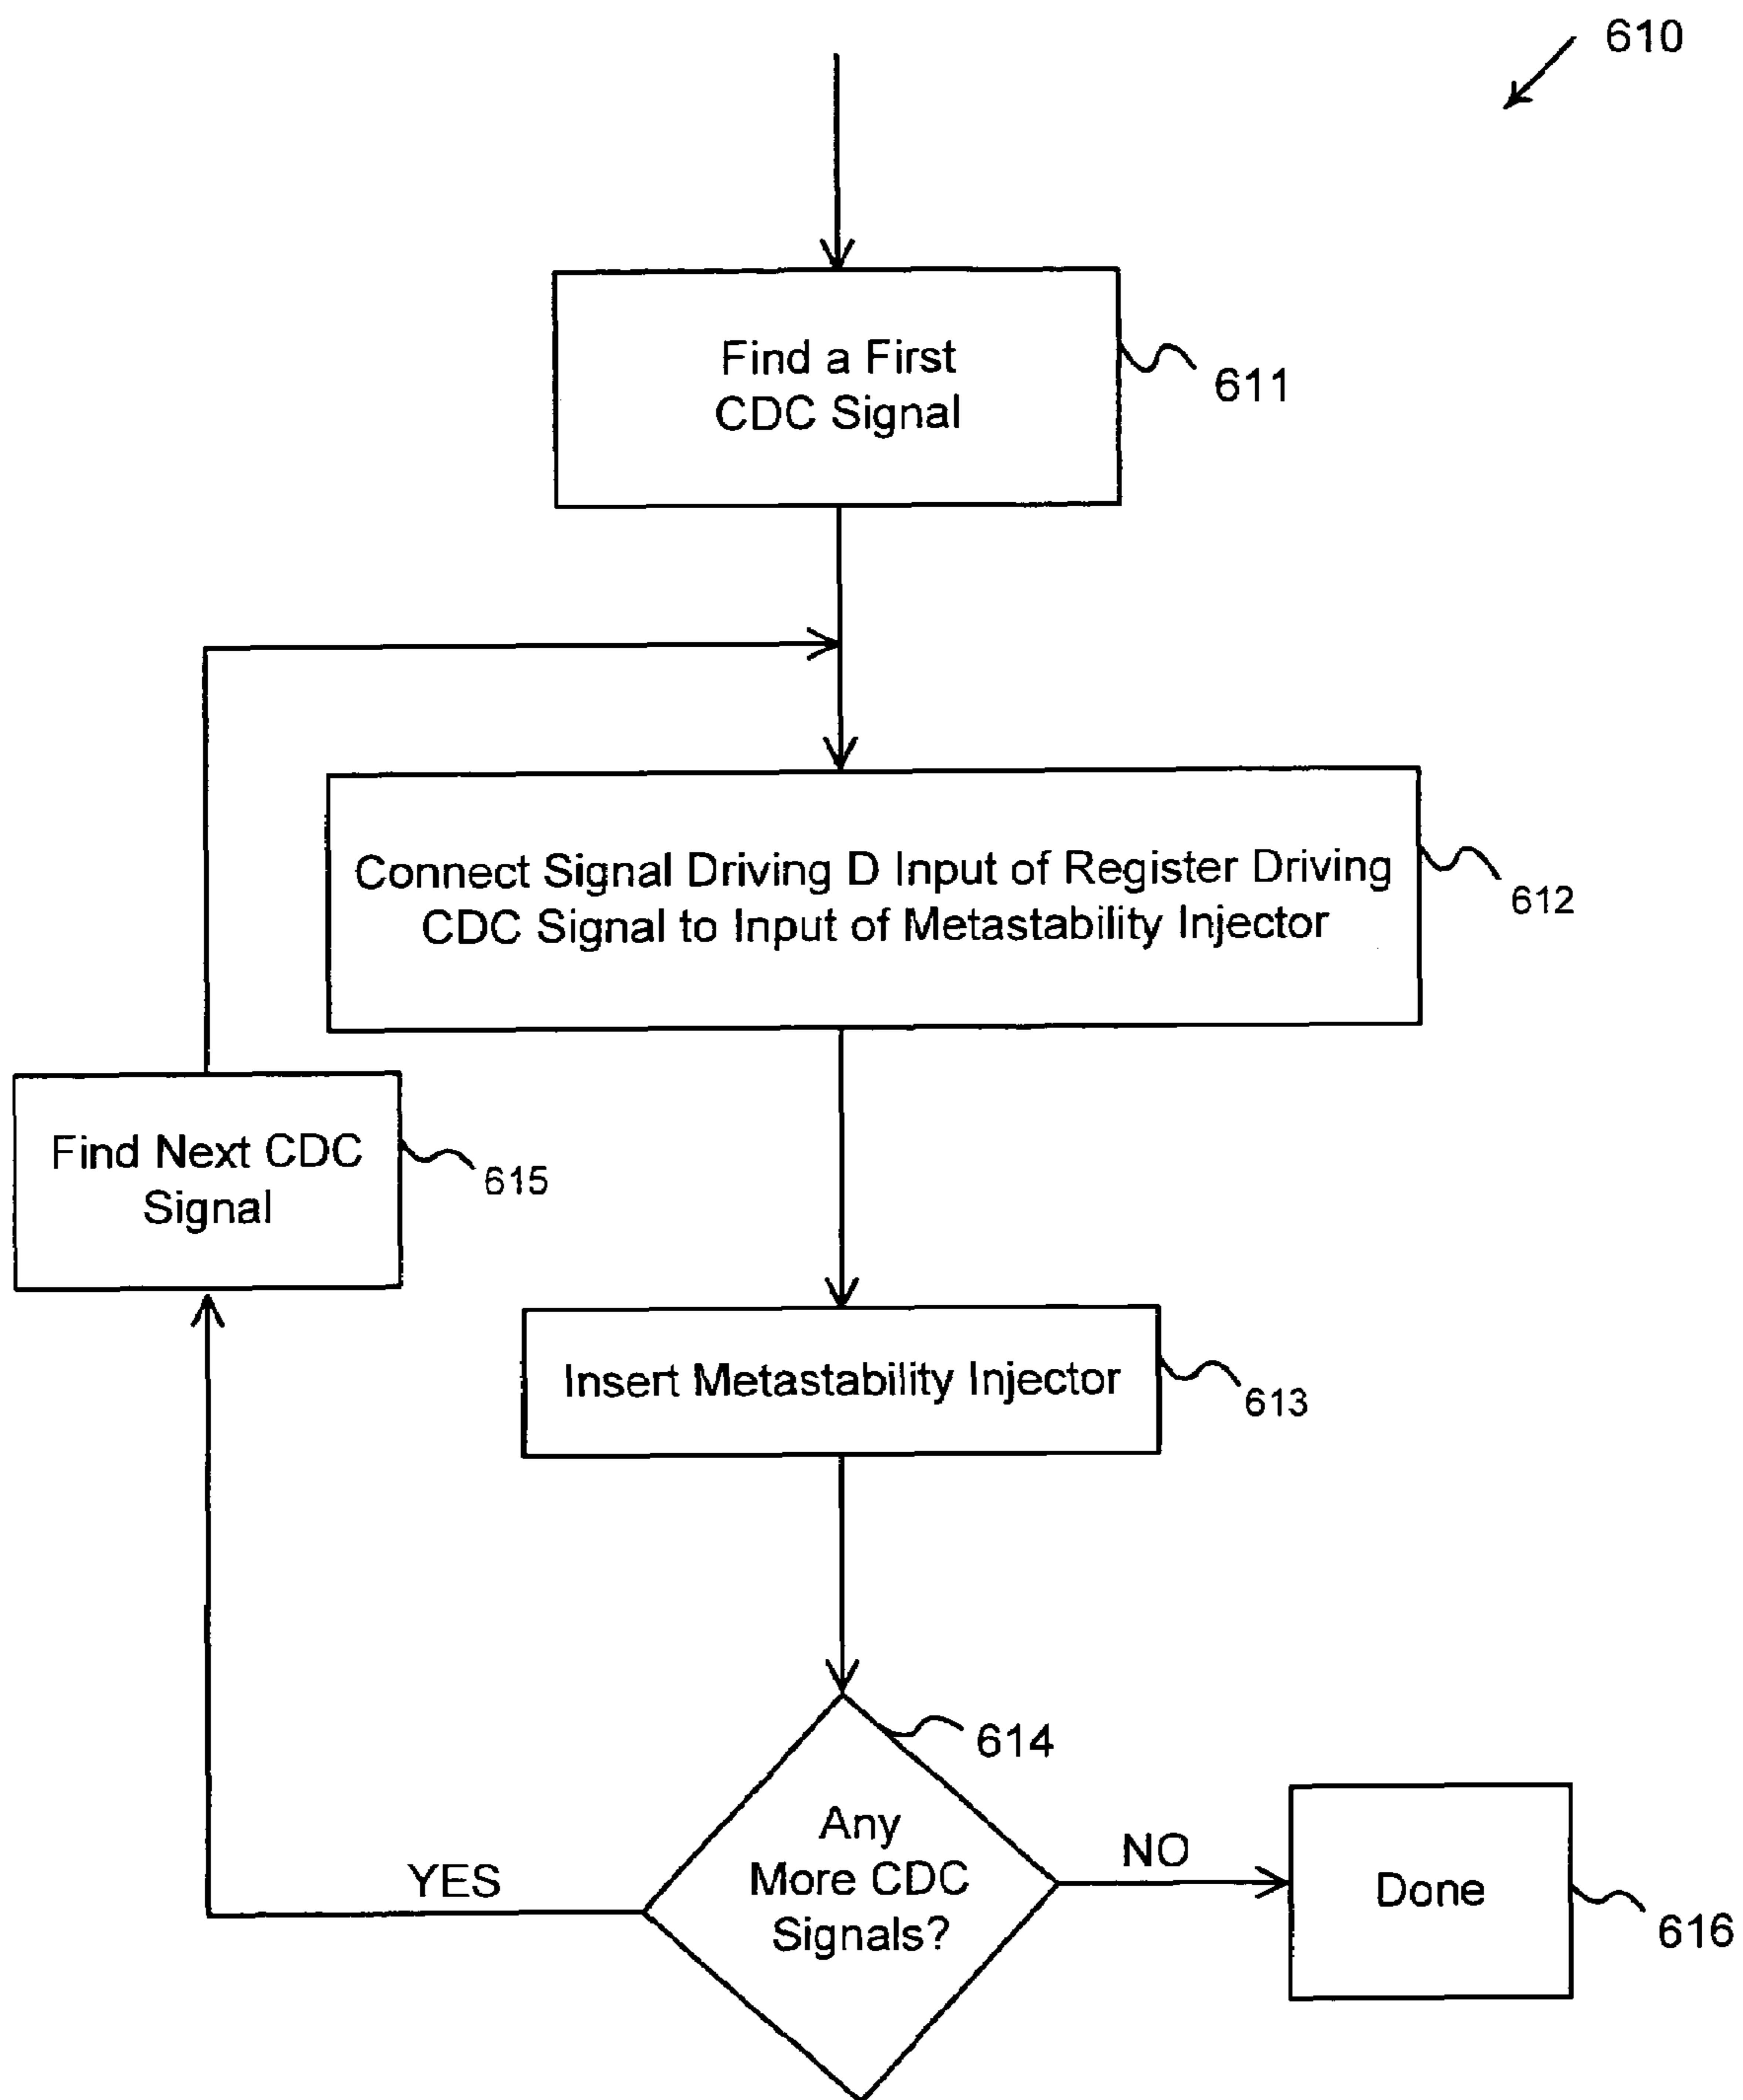 610
Find a First
CDC Signal
611
Connect Signal Driving D Input of Register Driving
CDC Signal to Input of Metastability Injector
612
Find Next CDC
Signal
615
Insert Metastability Injector
613
614
Any
More CDC
Signals?
YES
NO
Done
616